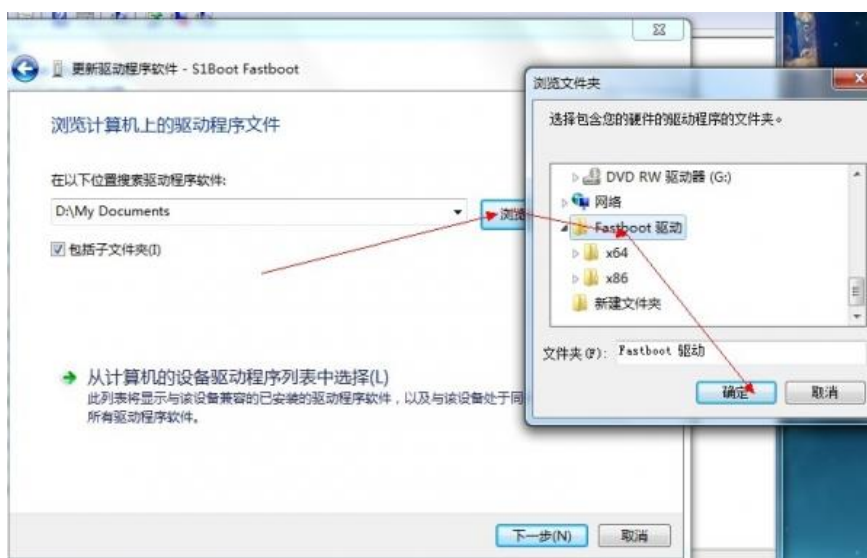 更新驱动程序软件 - S1Boot Fastboot
浏览计算机上的驱动程序文件
在以下位置搜索驱动程序软件:
D:\My Documents
浏览
包括子文件夹(I)
从计算机的设备驱动程序列表中选择(L)
此列表将显示与该设备兼容的已安装的驱动程序软件，以及与该设备处于同
所有驱动程序软件。
下一步(N)
取消
浏览文件夹
选择包含您的硬件的驱动程序的文件夹。
DVD RW 驱动器 (G:)
网络
Fastboot 驱动
x64
x86
新建文件夹
文件夹(F):
Fastboot 驱动
确定
取消